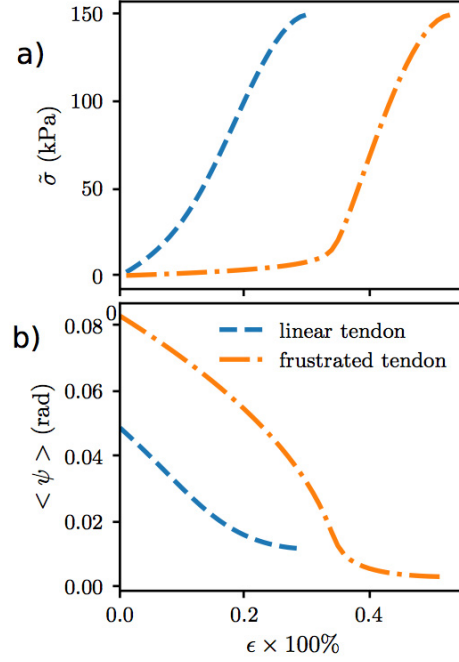 a)
150
100
50
0
σ̃ (kPa)
b)
0
0.08
0.06
0.04
0.02
0.00
< ψ > (rad)
linear tendon
frustrated tendon
0.0 0.2 0.4
ϵ × 100%